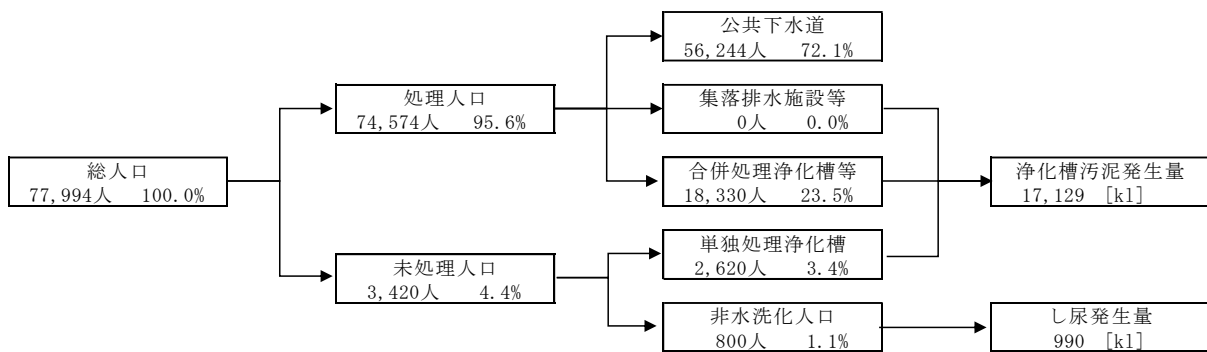 総人口
77,994人 100.0%
処理人口
74,574人 95.6%
未処理人口
3,420人 4.4%
公共下水道
56,244人 72.1%
集落排水施設等
0人 0.0%
合併処理浄化槽等
18,330人 23.5%
単独処理浄化槽
2,620人 3.4%
非水洗化人口
800人 1.1%
浄化槽汚泥発生量
17,129 [kl]
し尿発生量
990 [kl]